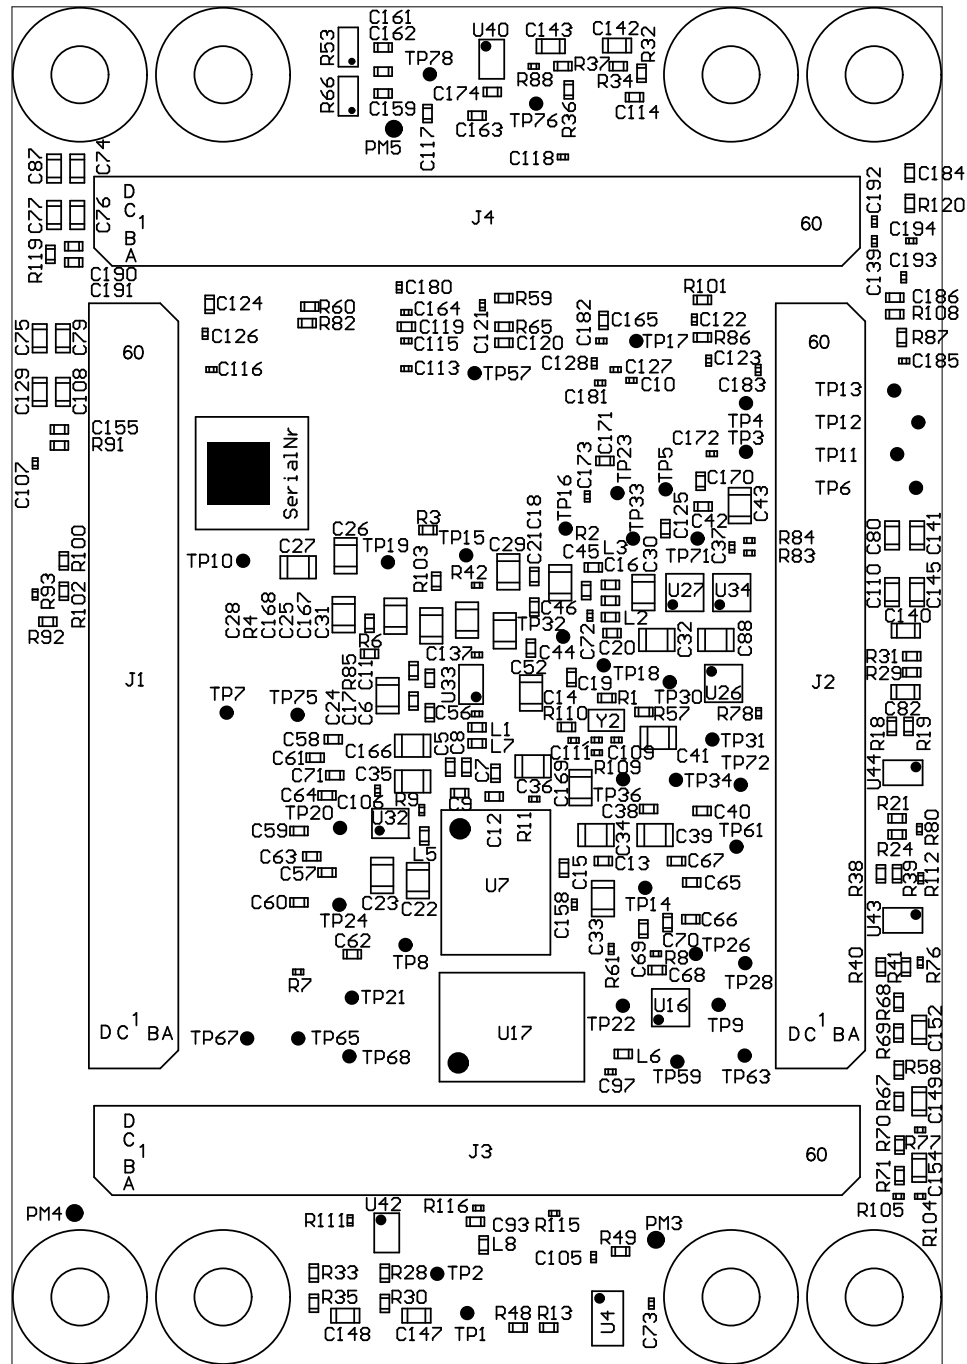 C161
C162
R53
U40
C143
C142
R32
TP78
R37
R88
R34
R66
C174
C159
C163
TP76
R36
C114
PM5
C117
C118
C87
C74
C192
C184
D
C
1
B
A
J4
60
R120
C77
C76
C194
R119
C139
C193
C190
C191
C180
C124
R60
C164
R59
R101
C186
R82
C119
C121
R65
C182
C165
C122
R108
C126
C115
C120
TP17
R86
R87
C75
C79
60
60
C116
C113
TP57
C128
C127
C123
C185
C181
C10
C183
TP13
C129
C108
TP4
TP12
C155
R91
TP3
C107
SerialNr
C171
C172
TP11
C173
TP23
TP5
C170
TP6
C43
TP16
TP33
C125
C42
R3
C18
R2
R84
C80
C141
C26
TP15
C21
C45
L3
C30
TP71
C37
R83
R100
C27
TP10
TP19
R103
C29
R42
C16
R93
R102
U27
U34
C110
C145
R92
C28
R4
C168
C25
C167
C31
C46
L2
C140
R6
TP32
C72
C20
C32
C88
C44
R31
R85
C11
C137
C52
TP18
R29
J1
U33
C19
TP30
U26
J2
C82
TP7
TP75
C24
C17
C6
C56
C14
R1
R110
Y2
R57
R78
R18
R19
C58
C166
C5
C8
L1
L7
C111
C109
C41
TP31
C61
TP72
C71
C35
C7
C36
C169
R109
TP36
TP34
U44
C64
C106
R9
C9
R21
TP20
U32
C12
R11
C38
C40
C59
L5
C34
C39
TP61
R80
R24
C63
C15
C13
C67
C57
C23
C22
U7
C65
R38
R39
R112
C60
TP24
C158
C33
TP14
C66
U43
TP8
C69
C70
TP26
C62
R61
R8
C68
TP28
R40
R41
R76
R7
TP21
U16
TP22
TP9
R68
D C 1 B A
D C 1 B A
TP67
TP65
U17
R69
C152
TP68
L6
TP59
TP63
R58
C97
R67
C149
D
C
1
B
A
J3
60
R70
R77
R71
C154
R105
R104
PM4
U42
R116
R111
C93
R115
PM3
L8
R49
C105
R33
R28
TP2
R35
R30
C148
C147
TP1
R48
R13
U4
C73